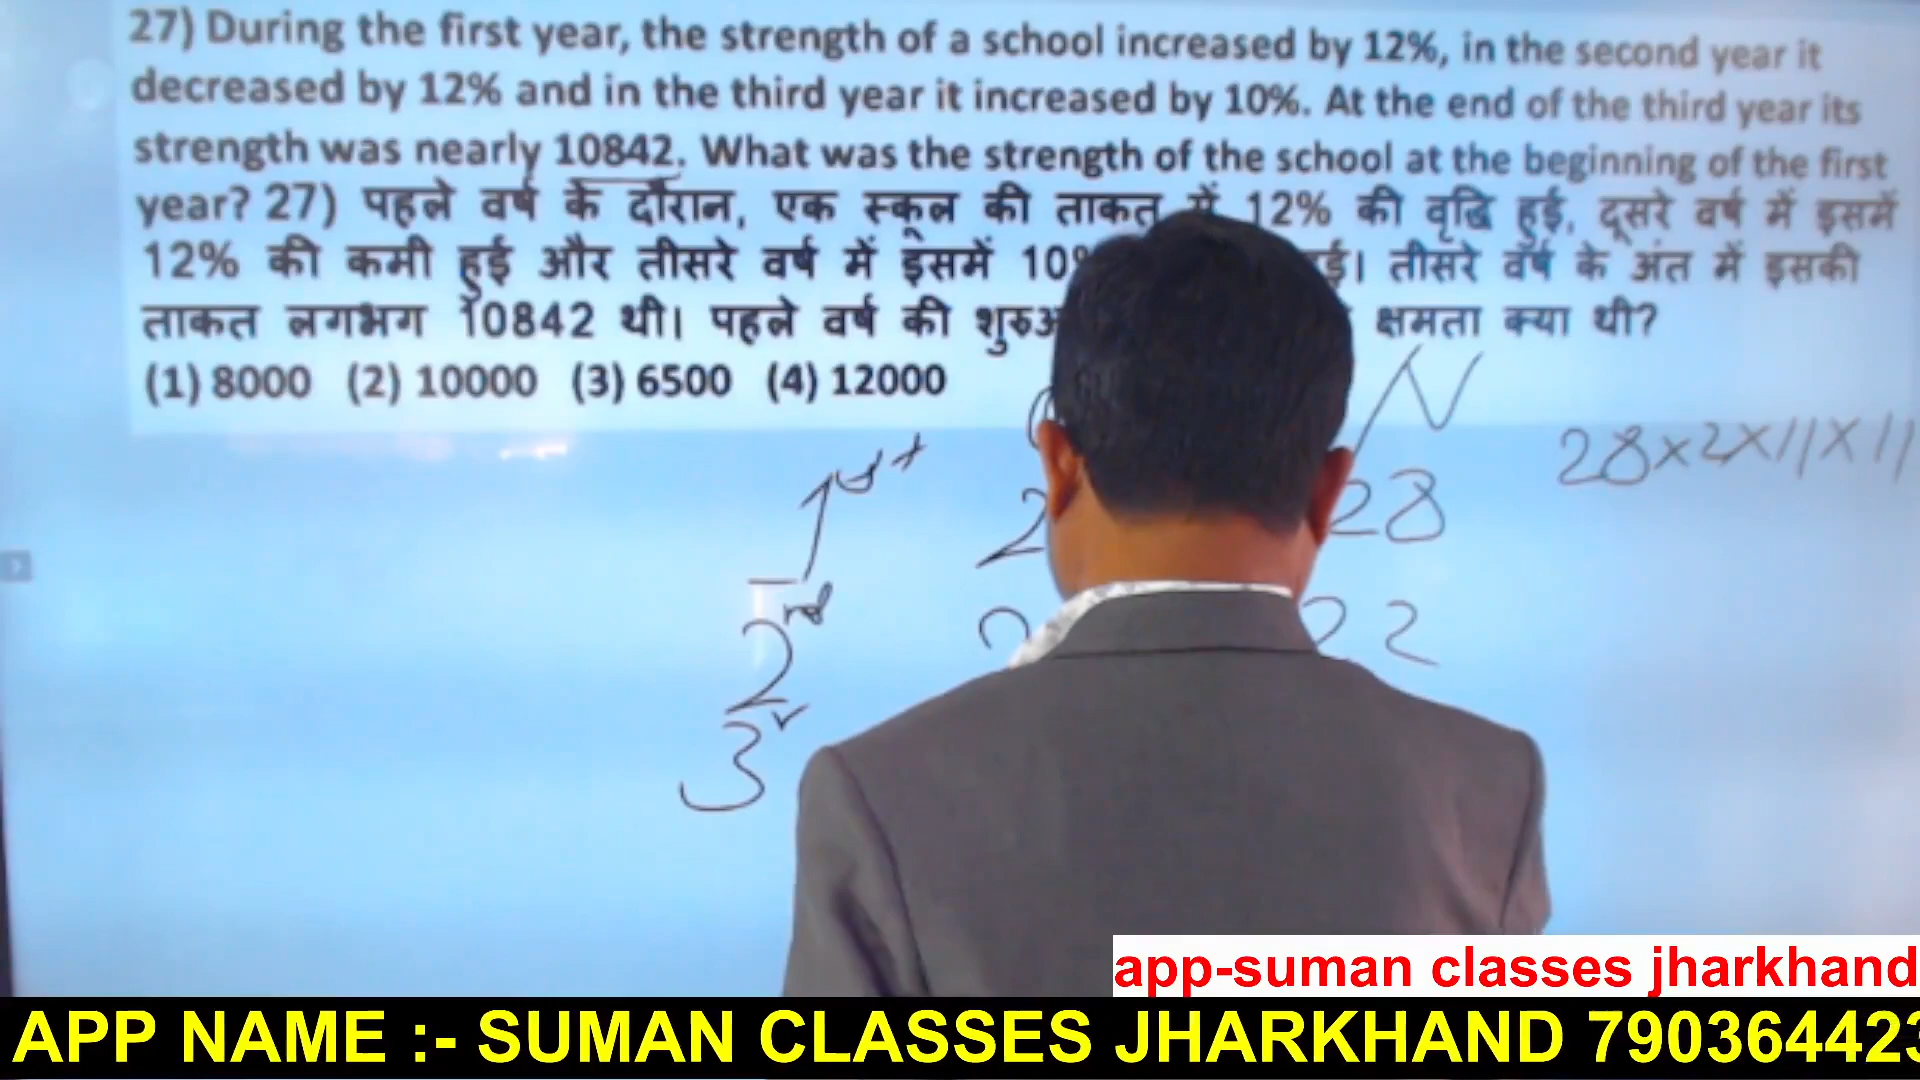 27) During the first year, the strength of a school increased by 12%, in the second year it
decreased by 12% and in the third year it increased by 10%. At the end of the third year its
strength was nearly 10842. What was the strength of the school at the beginning of the first
year? 27) पहले वर्ष के दौरान, एक स्कूल की ताकत में 12% की वृद्धि हुई, दूसरे वर्ष में इसमें
12% की कमी हुई और तीसरे वर्ष में इसमें 10% ई। तीसरे वर्ष के अंत में इसकी
ताकत लगभग 10842 थी। पहले वर्ष की शुरुअ क्षमता क्या थी?
(1) 8000 (2) 10000 (3) 6500 (4) 12000
N
28x2x11x11
1st
2 28
2nd
2 22
3r
app-suman classes jharkhand
APP NAME :- SUMAN CLASSES JHARKHAND 790364423